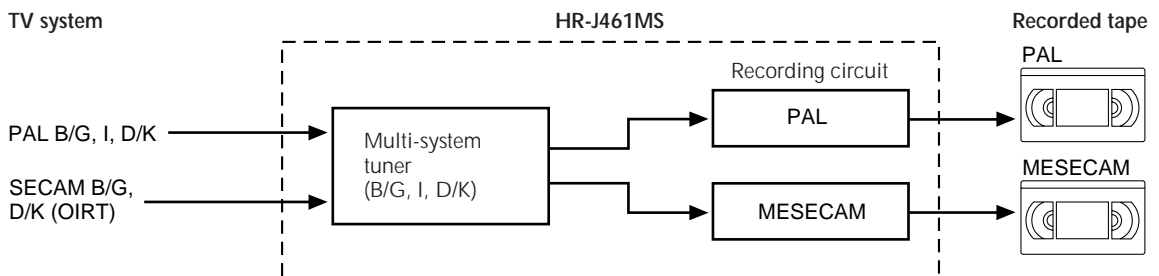 TV system
HR-J461MS
Recorded tape
PAL
Recording circuit
PAL B/G, I, D/K
Multi-system
tuner
(B/G, I, D/K)
PAL
SECAM B/G,
D/K (OIRT)
MESECAM
MESECAM